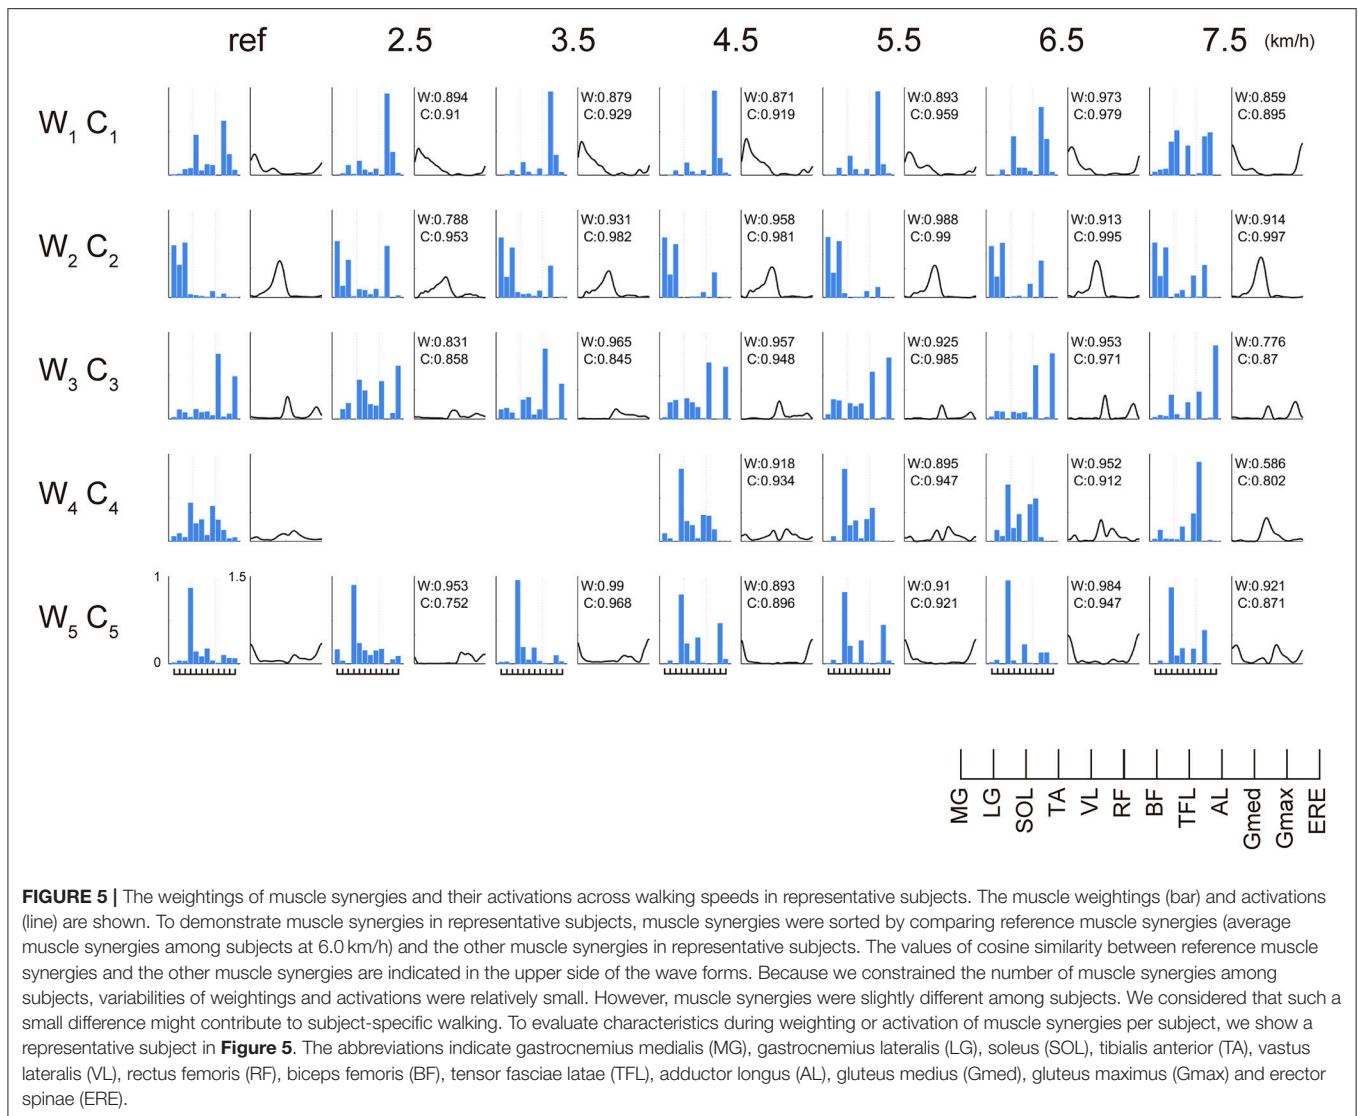 ref 2.5 3.5 4.5 5.5 6.5 7.5 (km/h)
W1 C1
W:0.894 W:0.879 W:0.871 W:0.893 W:0.973 W:0.859
C:0.91 C:0.929 C:0.919 C:0.959 C:0.979 C:0.895
W2 C2
W:0.788 W:0.931 W:0.958 W:0.988 W:0.913 W:0.914
C:0.953 C:0.982 C:0.981 C:0.99 C:0.995 C:0.997
W3 C3
W:0.831 W:0.965 W:0.957 W:0.925 W:0.953 W:0.776
C:0.858 C:0.845 C:0.948 C:0.985 C:0.971 C:0.87
W4 C4
W:0.918 W:0.895 W:0.952 W:0.586
C:0.934 C:0.947 C:0.912 C:0.802
W5 C5
1 1.5
0
W:0.953 W:0.99 W:0.893 W:0.91 W:0.984 W:0.921
C:0.752 C:0.968 C:0.896 C:0.921 C:0.947 C:0.871
MG LG SOL TA VL RF BF TFL AL Gmed Gmax ERE
FIGURE 5 | The weightings of muscle synergies and their activations across walking speeds in representative subjects. The muscle weightings (bar) and activations
(line) are shown. To demonstrate muscle synergies in representative subjects, muscle synergies were sorted by comparing reference muscle synergies (average
muscle synergies among subjects at 6.0 km/h) and the other muscle synergies in representative subjects. The values of cosine similarity between reference muscle
synergies and the other muscle synergies are indicated in the upper side of the wave forms. Because we constrained the number of muscle synergies among
subjects, variabilities of weightings and activations were relatively small. However, muscle synergies were slightly different among subjects. We considered that such a
small difference might contribute to subject-specific walking. To evaluate characteristics during weighting or activation of muscle synergies per subject, we show a
representative subject in Figure 5. The abbreviations indicate gastrocnemius medialis (MG), gastrocnemius lateralis (LG), soleus (SOL), tibialis anterior (TA), vastus
lateralis (VL), rectus femoris (RF), biceps femoris (BF), tensor fasciae latae (TFL), adductor longus (AL), gluteus medius (Gmed), gluteus maximus (Gmax) and erector
spinae (ERE).